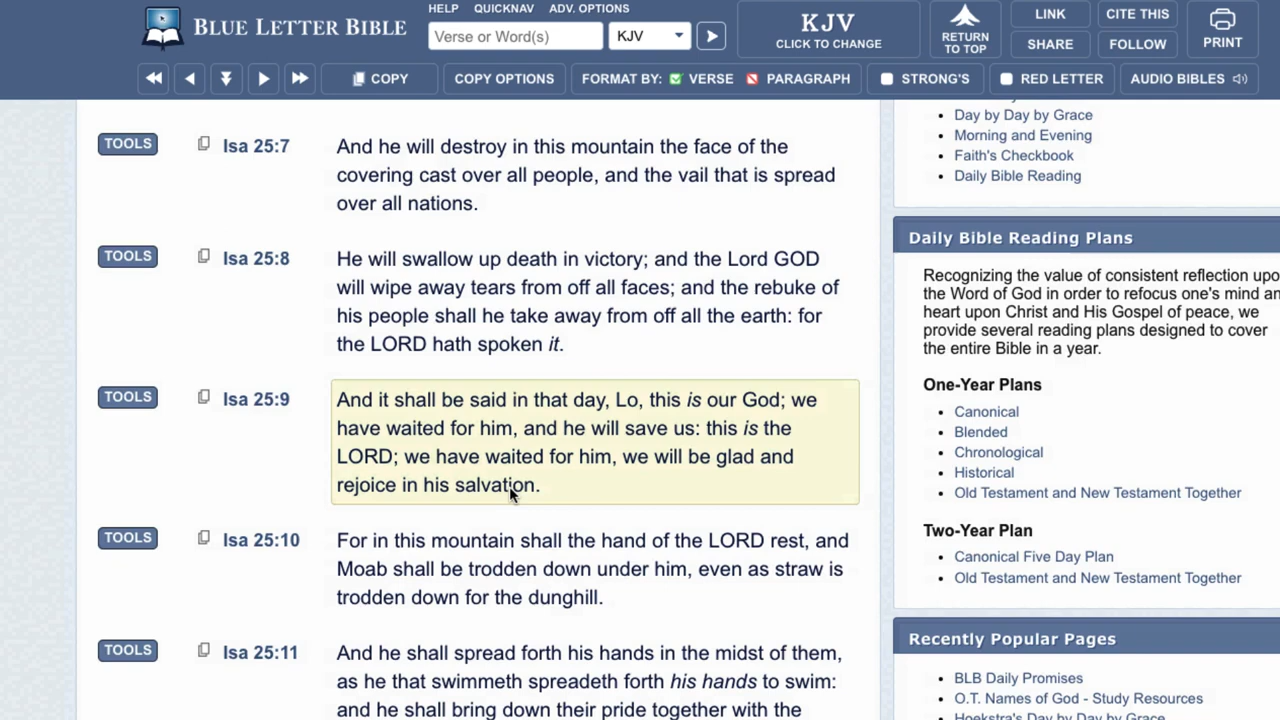 HELP QUICKNAV ADV. OPTIONS
BLUE LETTER BIBLE
Verse or Word(s) KJV
KJV
CLICK TO CHANGE
RETURN
TO TOP
LINK CITE THIS
SHARE FOLLOW
PRINT
COPY COPY OPTIONS FORMAT BY: VERSE PARAGRAPH STRONG'S RED LETTER AUDIO BIBLES
TOOLS Isa 25:7 And he will destroy in this mountain the face of the
covering cast over all people, and the vail that is spread
over all nations.
TOOLS Isa 25:8 He will swallow up death in victory; and the Lord GOD
will wipe away tears from off all faces; and the rebuke of
his people shall he take away from off all the earth: for
the LORD hath spoken it.
TOOLS Isa 25:9 And it shall be said in that day, Lo, this is our God; we
have waited for him, and he will save us: this is the
LORD; we have waited for him, we will be glad and
rejoice in his salvation.
TOOLS Isa 25:10 For in this mountain shall the hand of the LORD rest, and
Moab shall be trodden down under him, even as straw is
trodden down for the dunghill.
TOOLS Isa 25:11 And he shall spread forth his hands in the midst of them,
as he that swimmeth spreadeth forth his hands to swim:
and he shall bring down their pride together with the
Day by Day by Grace
Morning and Evening
Faith's Checkbook
Daily Bible Reading
Daily Bible Reading Plans
Recognizing the value of consistent reflection upo
the Word of God in order to refocus one's mind an
heart upon Christ and His Gospel of peace, we
provide several reading plans designed to cover
the entire Bible in a year.
One-Year Plans
Canonical
Blended
Chronological
Historical
Old Testament and New Testament Together
Two-Year Plan
Canonical Five Day Plan
Old Testament and New Testament Together
Recently Popular Pages
BLB Daily Promises
O.T. Names of God - Study Resources
Hoekstra's Day by Day by Grace